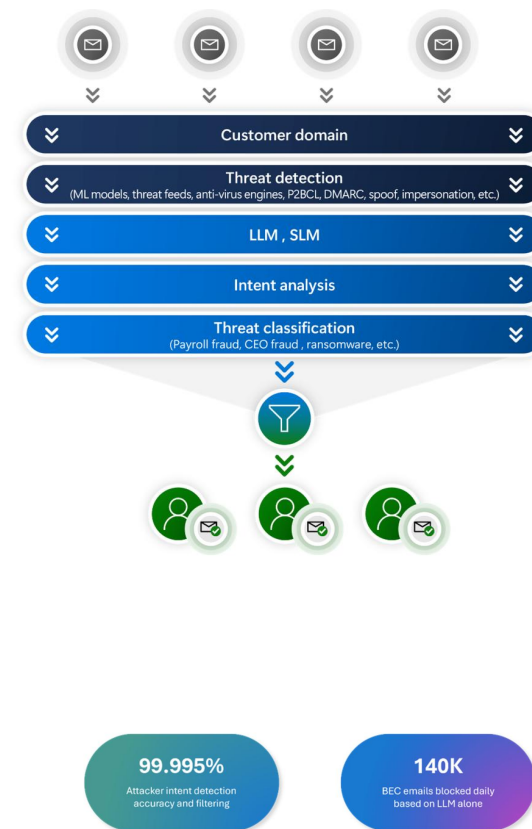 Customer domain
Threat detection
(ML models, threat feeds, anti-virus engines, P2BCL, DMARC, spoof, impersonation, etc.)
LLM , SLM
Intent analysis
Threat classification
(Payroll fraud, CEO fraud , ransomware, etc.)
99.995%
Attacker intent detection
accuracy and filtering
140K
BEC emails blocked daily
based on LLM alone